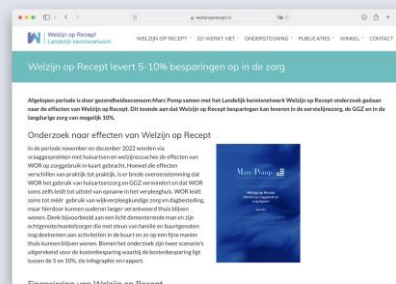 welzijnoprecept.nl
Welzijn op Recept
Landelijk kennisnetwerk
WELZIJN OP RECEPT
ZO WERKT HET
ONDERSTEUNING
PUBLICATIES
WINKEL
CONTACT
Welzijn op Recept levert 5-10% besparingen op in de zorg
Afgelopen periode is door gezondheidseconoom Marc Pomp samen met het Landelijk kennisnetwerk Welzijn op Recept onderzoek gedaan
naar de effecten van Welzijn op Recept. Dit toonde aan dat Welzijn op Recept besparingen kan leveren in de eerstelijnszorg, de GGZ en in de
langdurige zorg van mogelijk 10%.
Onderzoek naar effecten van Welzijn op Recept
In de periode november en december 2022 werden via
vraaggesprekken met huisartsen en welzijnscoaches de effecten van
WOR op zorggebruik in kaart gebracht. Hoewel die effecten
verschillen van praktijk tot praktijk, is er brede overeenstemming dat
WOR het gebruik van huisartsenzorg en GGZ vermindert en dat WOR
soms zelfs leidt tot uitstel van opname in het verpleeghuis. WOR leidt
soms tot méér gebruik van wijkverpleegkundige zorg en dagbesteding,
maar hierdoor kunnen ouderen langer verantwoord thuis blijven
wonen. Denk bijvoorbeeld aan een licht dementerende man en zijn
echtgenote/mantelzorger die met steun van familie en buurtgenoten
nog deelnemen aan activiteiten in de buurt en zo op een fijne manier
thuis kunnen blijven wonen. Binnen het onderzoek zijn twee scenario's
uitgerekend voor de kostenbesparing waarbij de kostenbesparing ligt
tussen de 5 en 10%, zie infographic en rapport.
Marc Pomp
Welzijn op Recept
Financiering van Welzijn op Recept